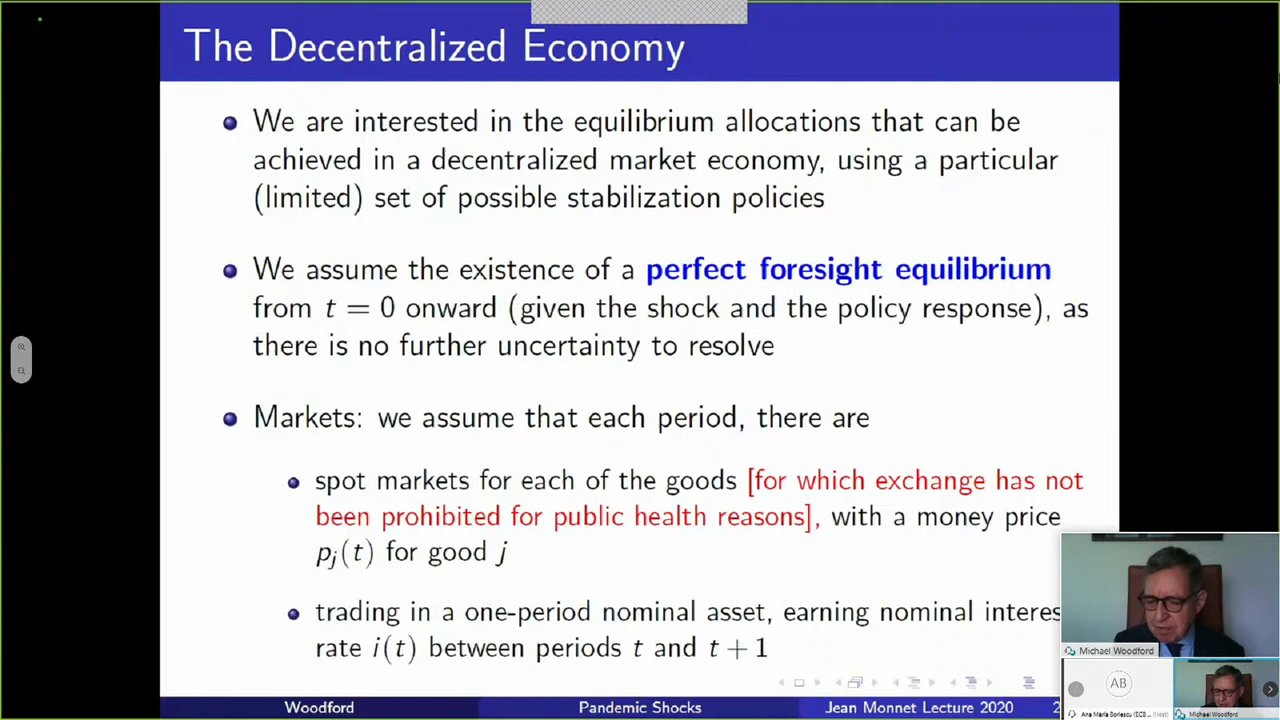 The Decentralized Economy
We are interested in the equilibrium allocations that can be
achieved in a decentralized market economy, using a particular
(limited) set of possible stabilization policies
We assume the existence of a perfect foresight equilibrium
from t = 0 onward (given the shock and the policy response), as
there is no further uncertainty to resolve
Markets: we assume that each period, there are
spot markets for each of the goods [for which exchange has not
been prohibited for public health reasons], with a money price
pj(t) for good j
trading in a one-period nominal asset, earning nominal interes
rate i(t) between periods t and t + 1
Michael Woodford
AB
Ana Maria (ECB (Host)
Michael Woodford
Woodford
Pandemic Shocks
Jean Monnet Lecture 2020
2